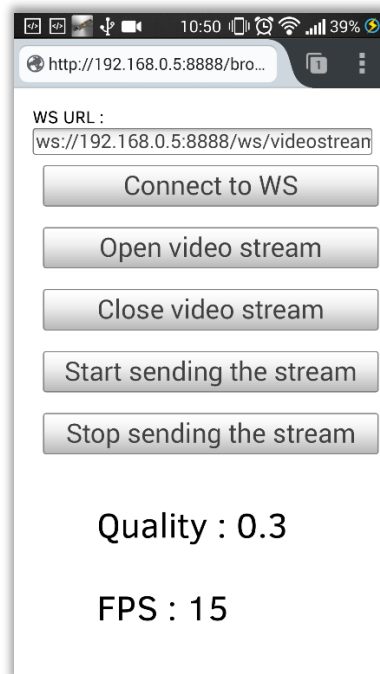 10:50 39%
http://192.168.0.5:8888/bro...
1
WS URL :
ws://192.168.0.5:8888/ws/videostream
Connect to WS
Open video stream
Close video stream
Start sending the stream
Stop sending the stream
Quality : 0.3
FPS : 15